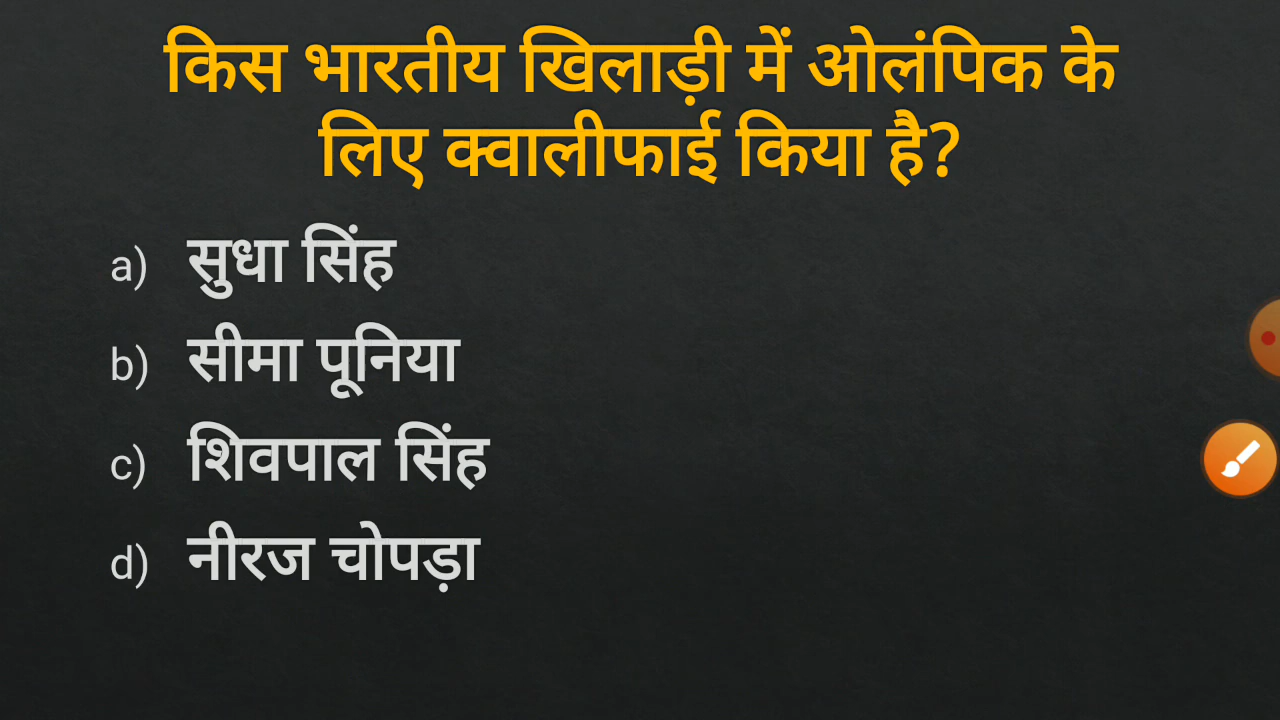 किस भारतीय खिलाड़ी में ओलंपिक के
लिए क्वालीफाई किया है?
a) सुधा सिंह
b) सीमा पूनिया
c) शिवपाल सिंह
d) नीरज चोपड़ा